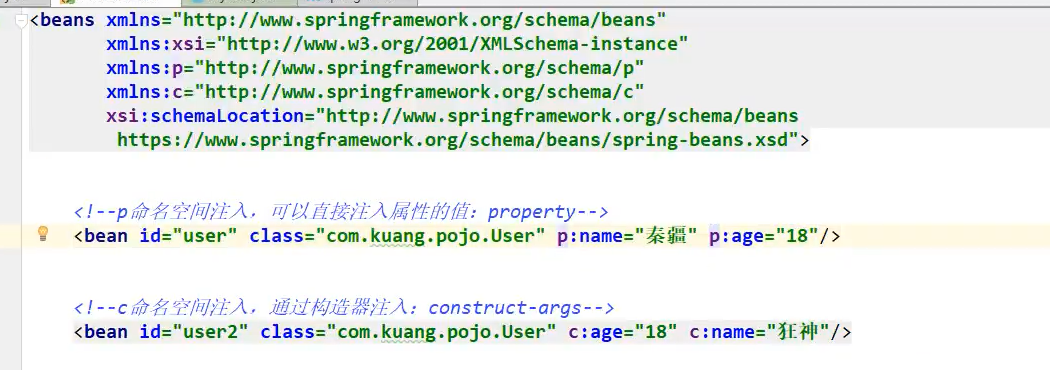 <beans xmlns="http://www.springframework.org/schema/beans"
xmlns:xsi="http://www.w3.org/2001/XMLSchema-instance"
xmlns:p="http://www.springframework.org/schema/p"
xmlns:c="http://www.springframework.org/schema/c"
xsi:schemaLocation="http://www.springframework.org/schema/beans
https://www.springframework.org/schema/beans/spring-beans.xsd">
<!--p命名空间注入，可以直接注入属性的值：property-->
<bean id="user" class="com.kuang.pojo.User" p:name="秦疆" p:age="18"/>
<!--c命名空间注入，通过构造器注入：construct-args-->
<bean id="user2" class="com.kuang.pojo.User" c:age="18" c:name="狂神"/>